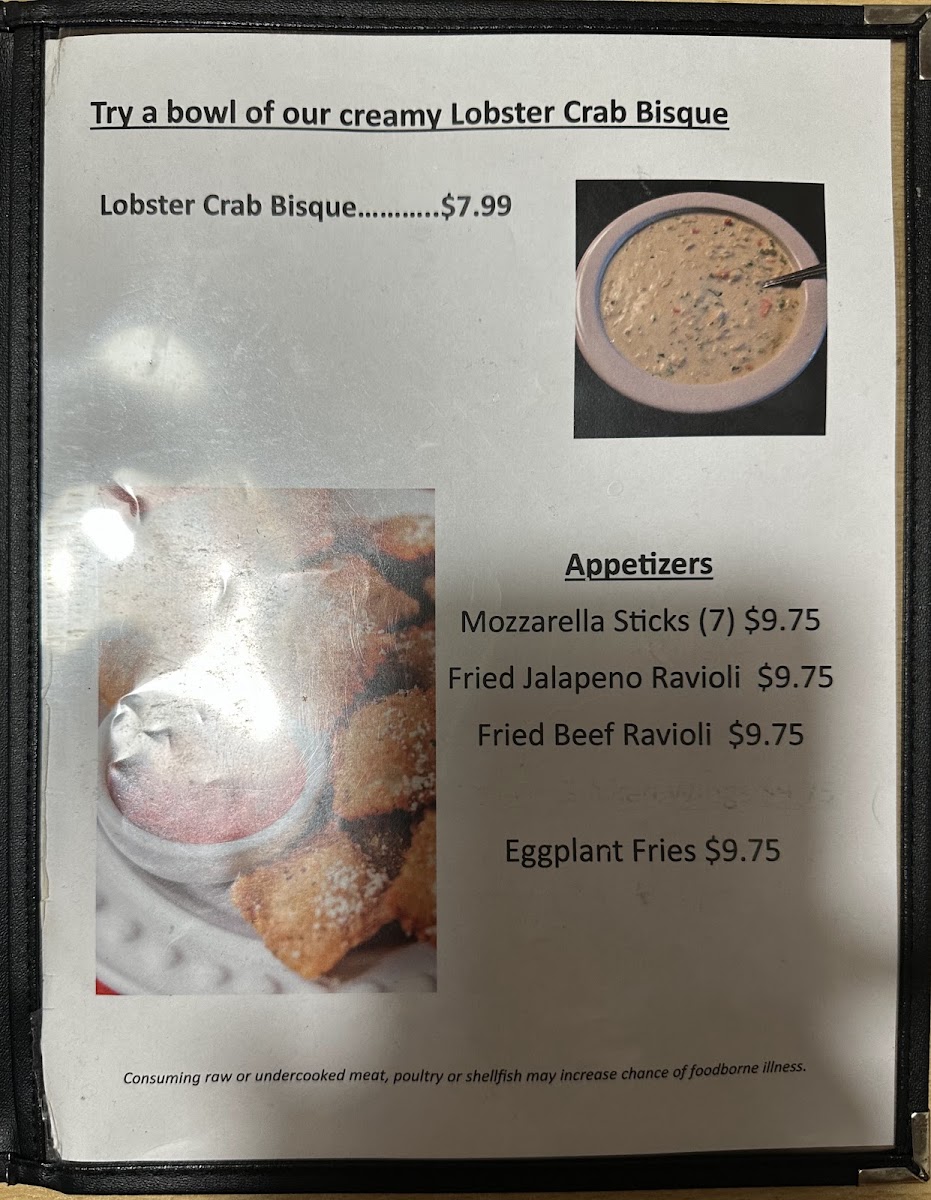 Try a bowl of our creamy Lobster Crab Bisque
Lobster Crab Bisque...........$7.99
Appetizers
Mozzarella Sticks (7) $9.75
Fried Jalapeno Ravioli $9.75
Fried Beef Ravioli $9.75
Eggplant Fries $9.75
Consuming raw or undercooked meat, poultry or shellfish may increase chance of foodborne illness.